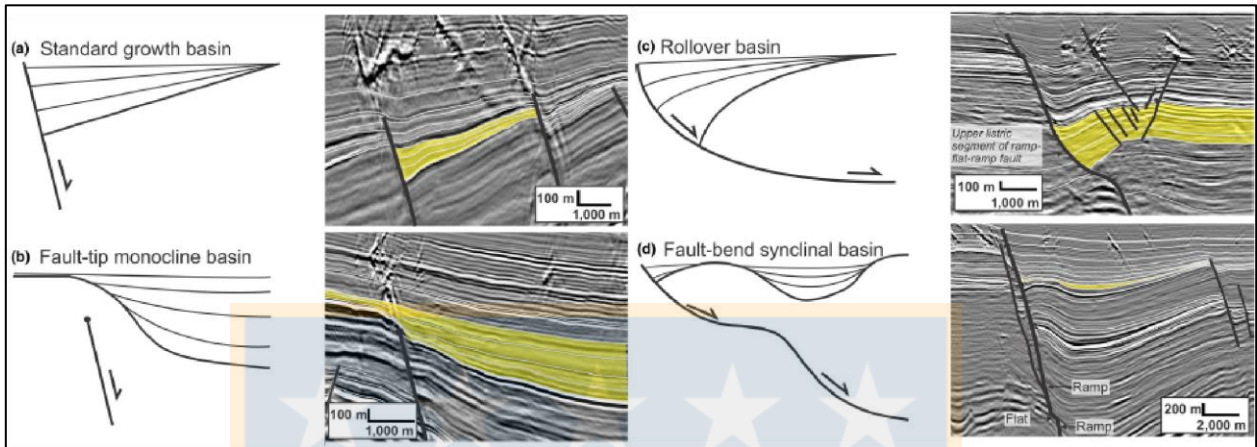 (a) Standard growth basin
100 m
1,000 m
(b) Fault-tip monocline basin
100 m
1,000 m
(c) Rollover basin
Upper listric
segment of ramp-
flat-ramp fault
100 m
1,000 m
(d) Fault-bend synclinal basin
Ramp
Flat
Ramp
200 m
2,000 m